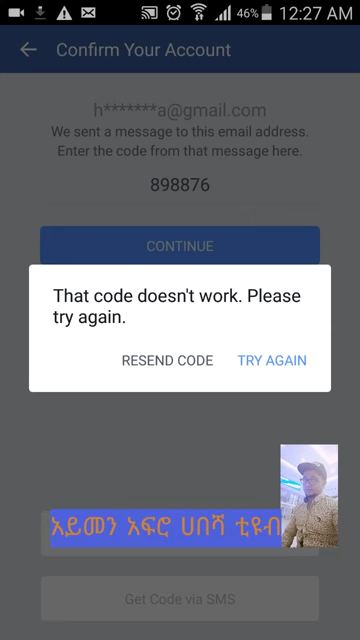 46% 12:27 AM
Confirm Your Account
h*******a@gmail.com
We sent a message to this email address.
Enter the code from that message here.
898876
CONTINUE
That code doesn't work. Please
try again.
RESEND CODE TRY AGAIN
አይመን አፍሮ ሀበሻ ቲዩብ
Get Code via SMS